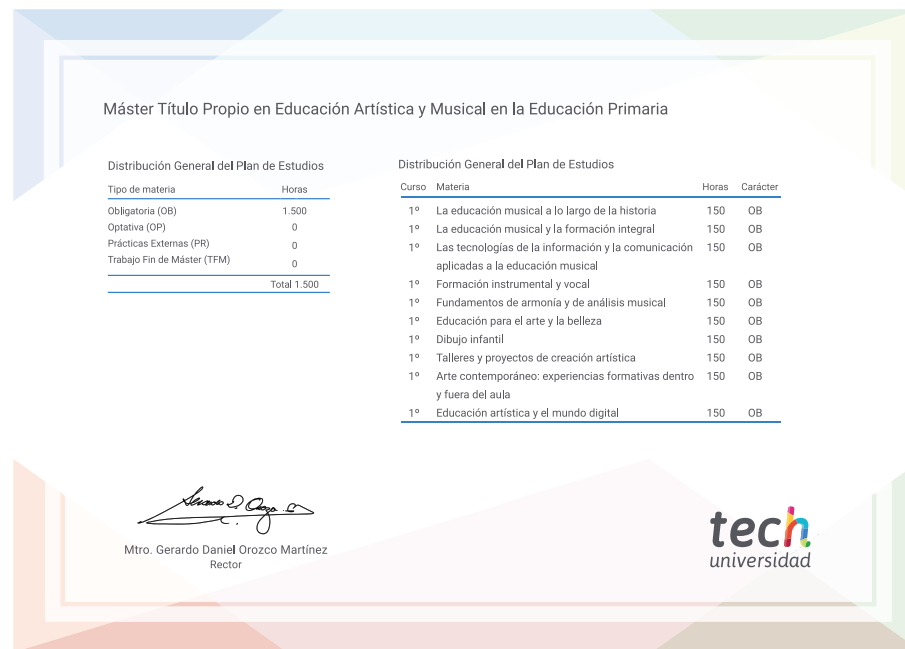 Máster Título Propio en Educación Artística y Musical en la Educación Primaria
Distribución General del Plan de Estudios
Tipo de materia Horas
Obligatoria (OB) 1.500
Optativa (OP) 0
Prácticas Externas (PR) 0
Trabajo Fin de Máster (TFM) 0
Total 1.500
Distribución General del Plan de Estudios
Curso Materia Horas Carácter
1º La educación musical a lo largo de la historia 150 OB
1º La educación musical y la formación integral 150 OB
1º Las tecnologías de la información y la comunicación 150 OB
aplicadas a la educación musical
1º Formación instrumental y vocal 150 OB
1º Fundamentos de armonía y de análisis musical 150 OB
1º Educación para el arte y la belleza 150 OB
1º Dibujo infantil 150 OB
1º Talleres y proyectos de creación artística 150 OB
1º Arte contemporáneo: experiencias formativas dentro 150 OB
y fuera del aula
1º Educación artística y el mundo digital 150 OB
Mtro. Gerardo Daniel Orozco Martínez
Rector
tech
universidad